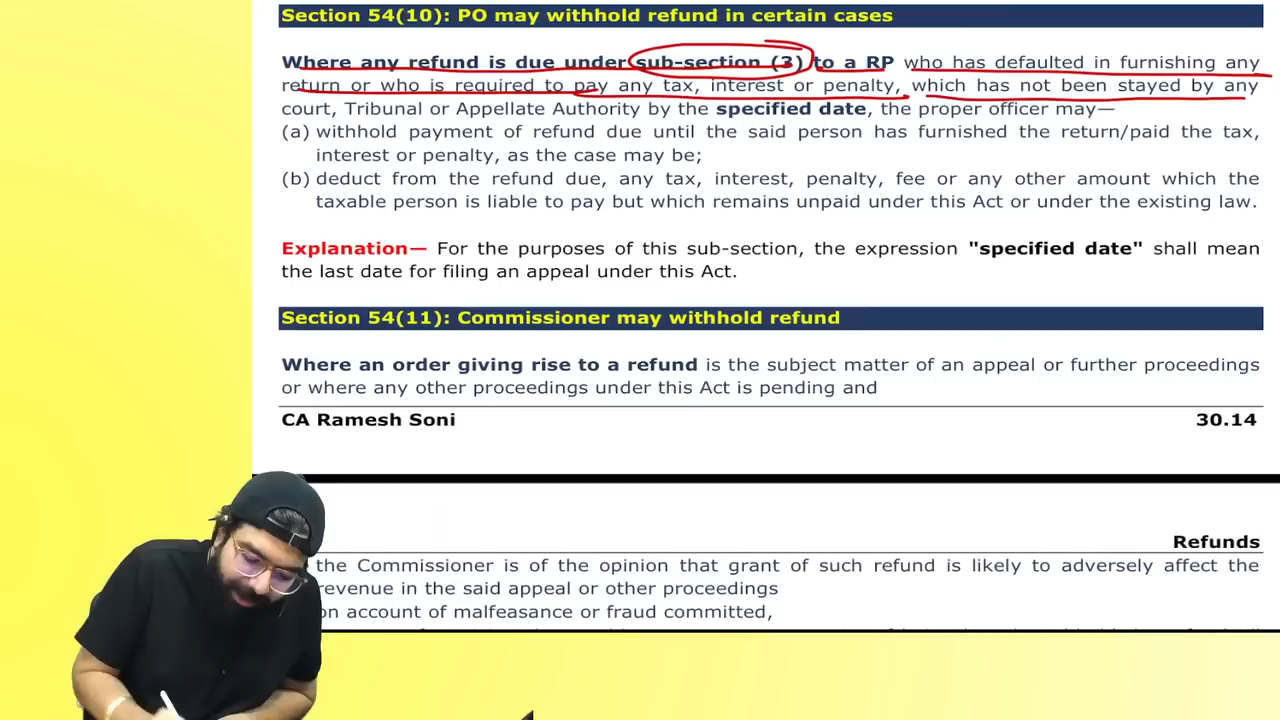 Section 54(10): PO may withhold refund in certain cases
Where any refund is due under sub-section (3) to a RP who has defaulted in furnishing any
return or who is required to pay any tax, interest or penalty, which has not been stayed by any
court, Tribunal or Appellate Authority by the specified date, the proper officer may—
(a) withhold payment of refund due until the said person has furnished the return/paid the tax,
interest or penalty, as the case may be;
(b) deduct from the refund due, any tax, interest, penalty, fee or any other amount which the
taxable person is liable to pay but which remains unpaid under this Act or under the existing law.
Explanation— For the purposes of this sub-section, the expression "specified date" shall mean
the last date for filing an appeal under this Act.
Section 54(11): Commissioner may withhold refund
Where an order giving rise to a refund is the subject matter of an appeal or further proceedings
or where any other proceedings under this Act is pending and
CA Ramesh Soni 30.14
Refunds
the Commissioner is of the opinion that grant of such refund is likely to adversely affect the
revenue in the said appeal or other proceedings
on account of malfeasance or fraud committed,